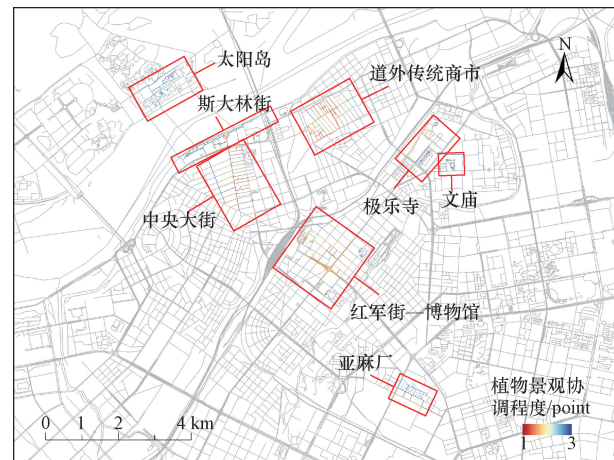 太阳岛
N
道外传统商市
斯大林街
极乐寺
文庙
中央大街
红军街—博物馆
亚麻厂
植物景观协
调程度/point
0 2 4 km
1 3